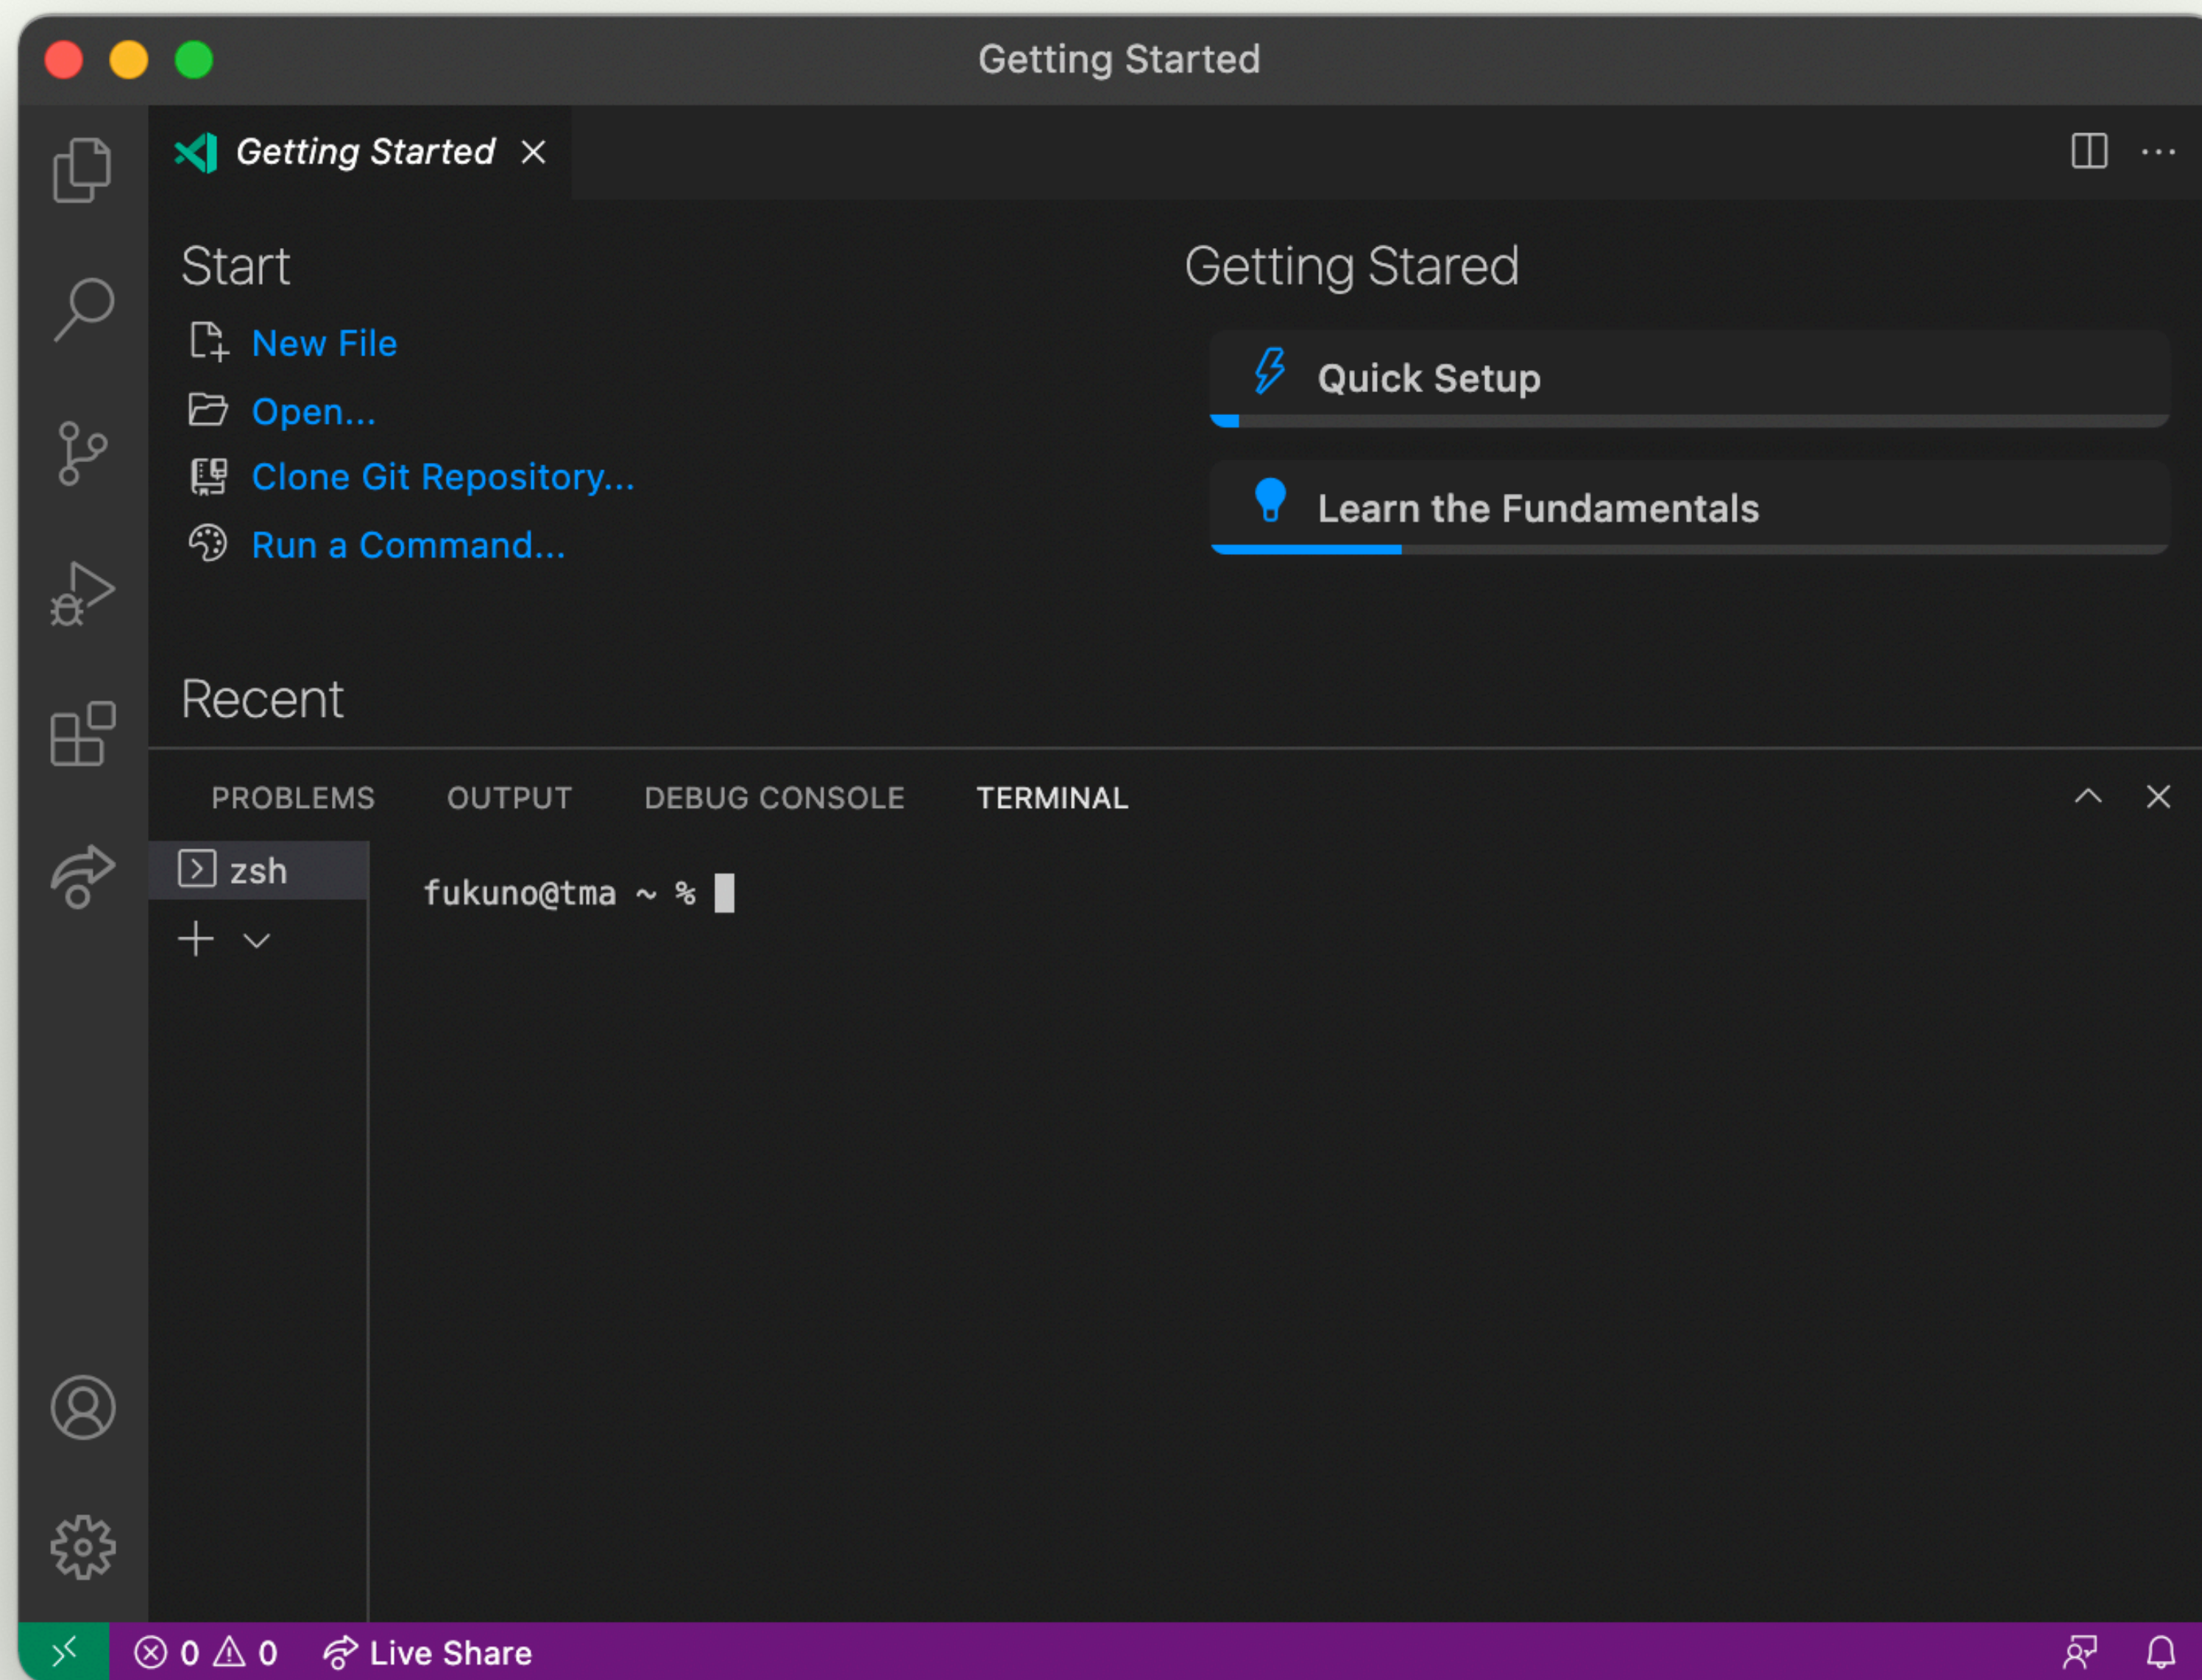 Getting Started
Getting Started
Start
New File
Open...
Clone Git Repository...
Run a Command...
Getting Stared
Quick Setup
Learn the Fundamentals
Recent
PROBLEMS OUTPUT DEBUG CONSOLE TERMINAL
zsh
fukuno@tma ~ %
0 0 Live Share